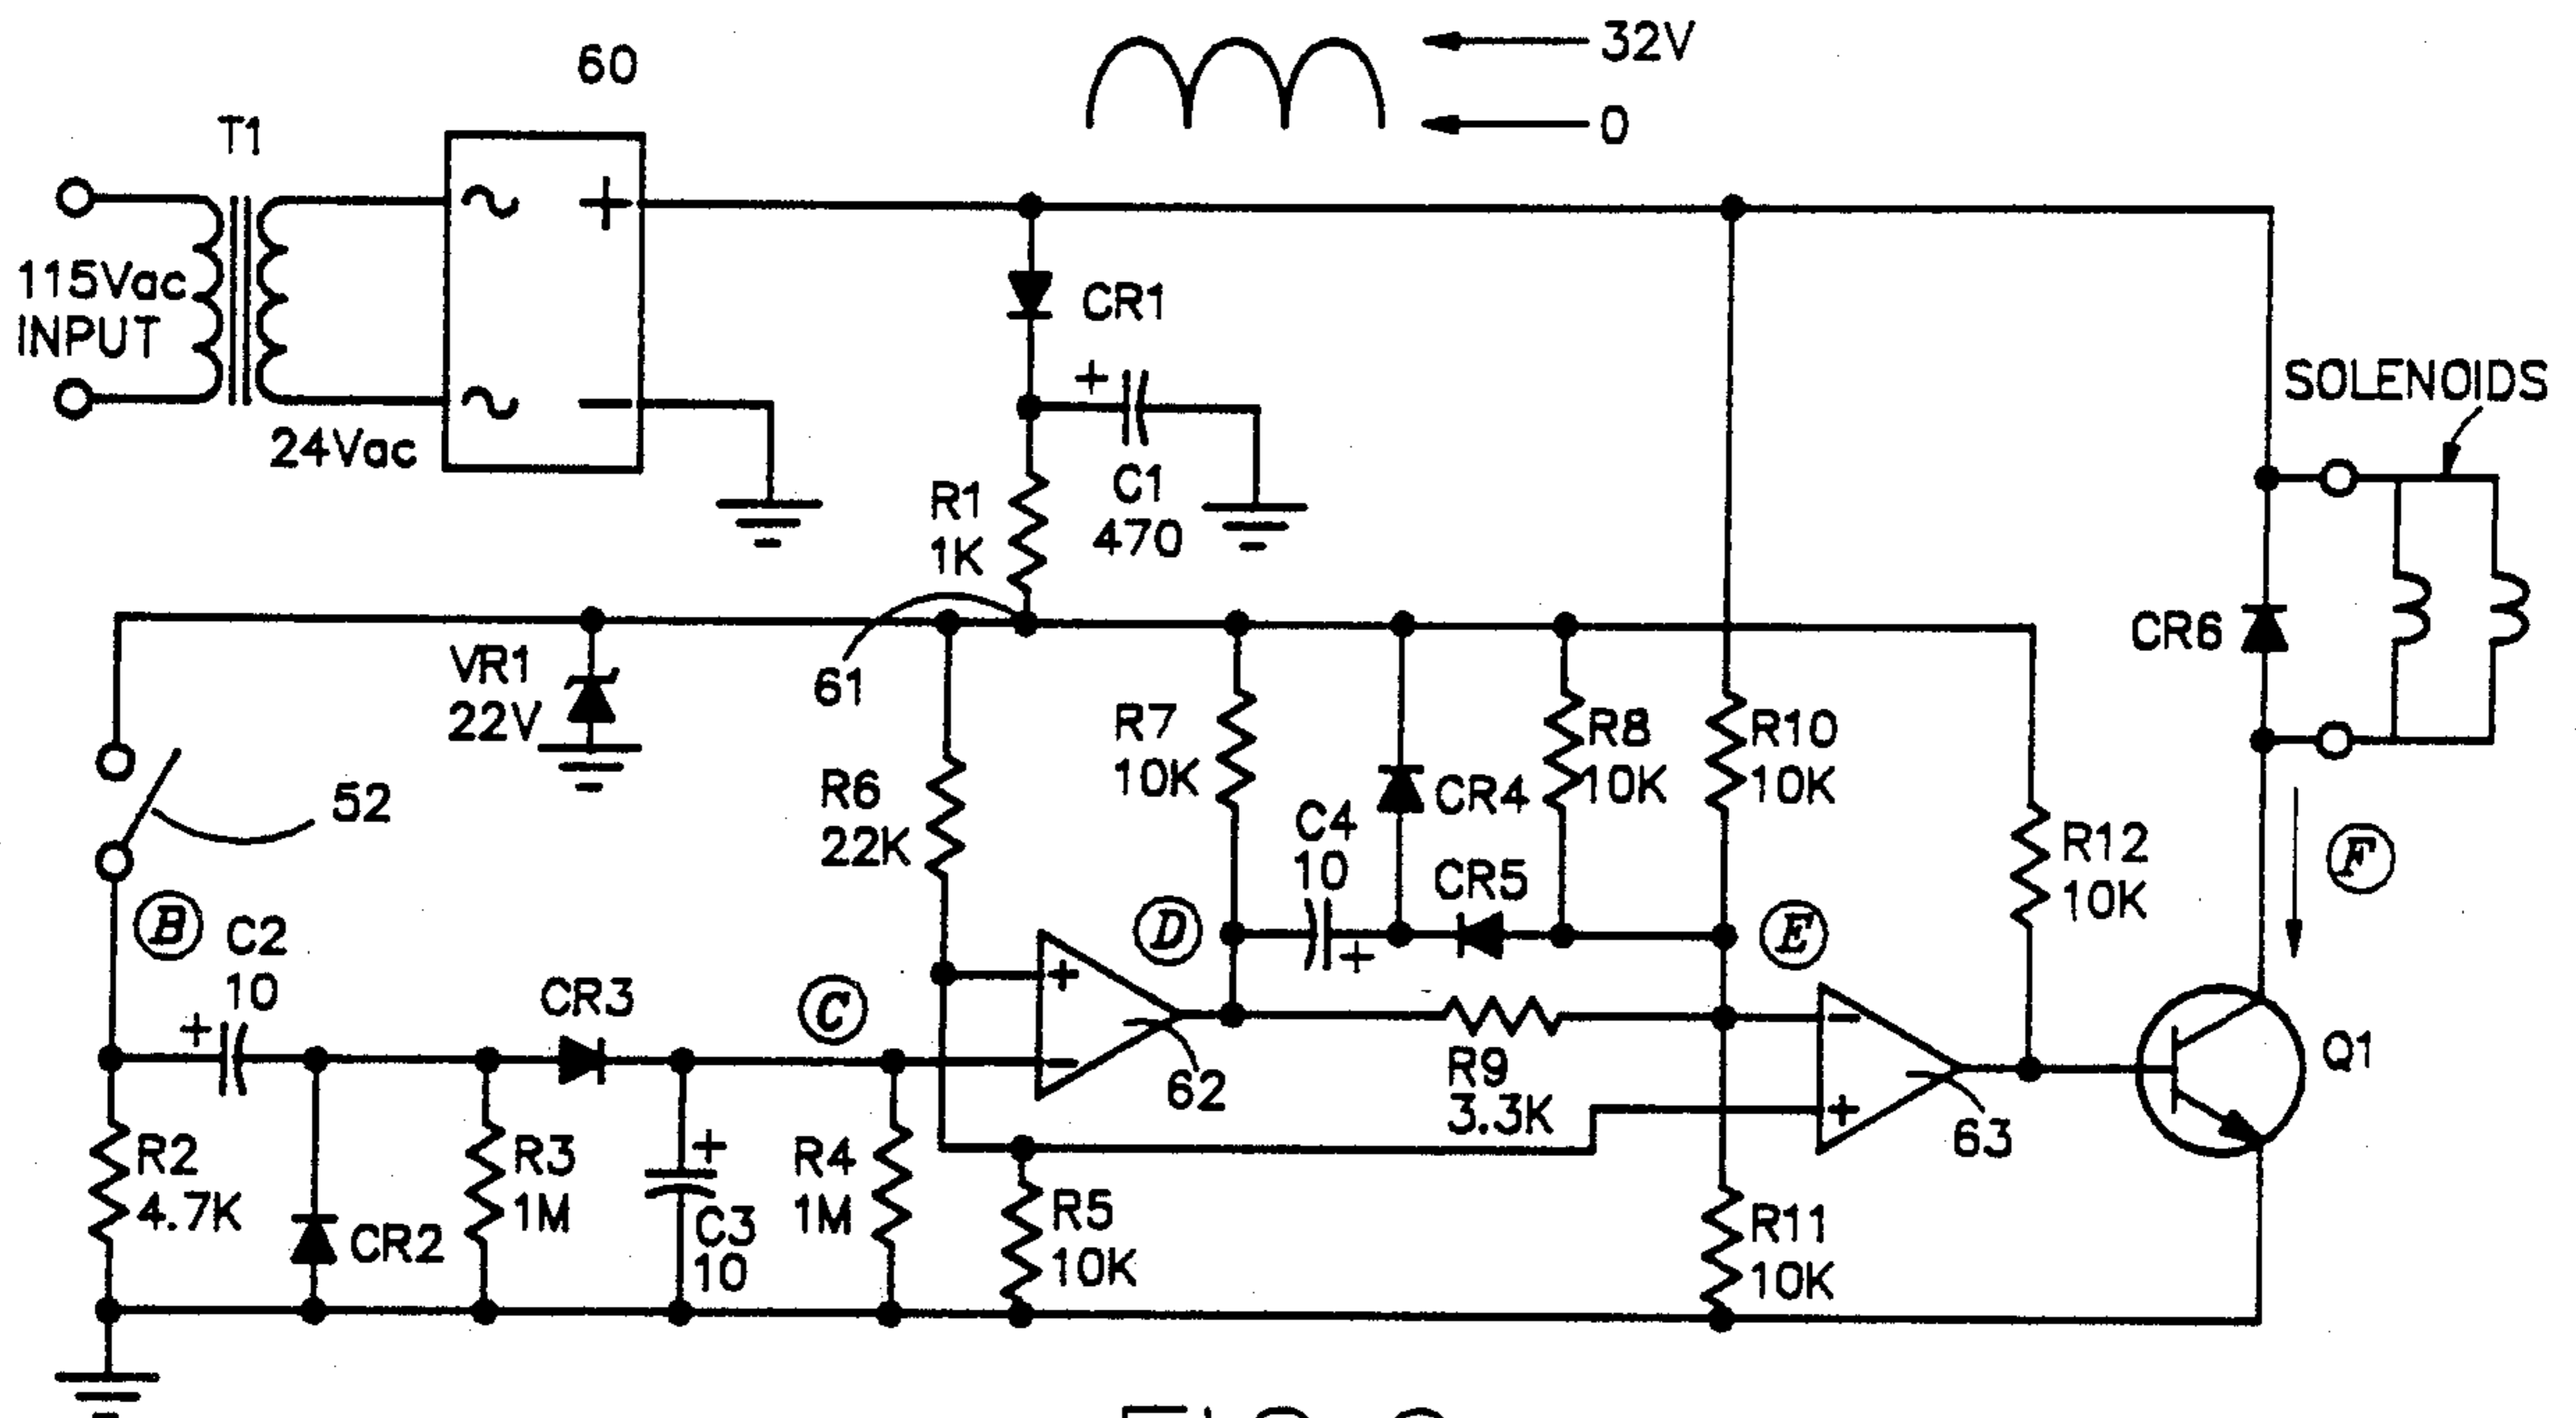 60
32V
0
T1
~
+
115Vac
INPUT
~
−
24Vac
CR1
+
C1
470
R1
1K
SOLENOIDS
VR1
22V
61
CR6
52
R6
22K
R7
10K
C4
10
+
CR4
CR5
R8
10K
R10
10K
R12
10K
F
B
C2
10
+
CR3
C
D
E
+
−
62
R9
3.3K
−
+
63
Q1
R2
4.7K
CR2
R3
1M
+
C3
10
R4
1M
R5
10K
R11
10K